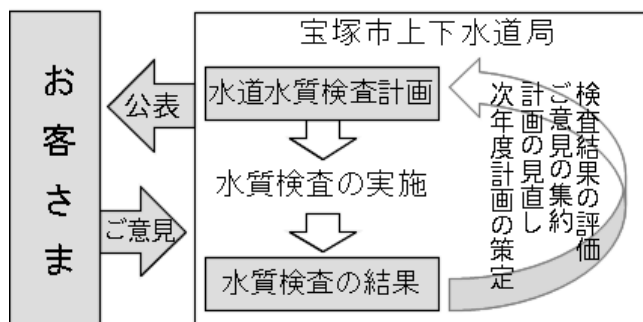 宝塚市上下水道局
お客さま
公表
ご意見
水道水質検査計画
水質検査の実施
水質検査の結果
検査結果の評価
ご意見の集約
計画の見直し
次年度計画の策定